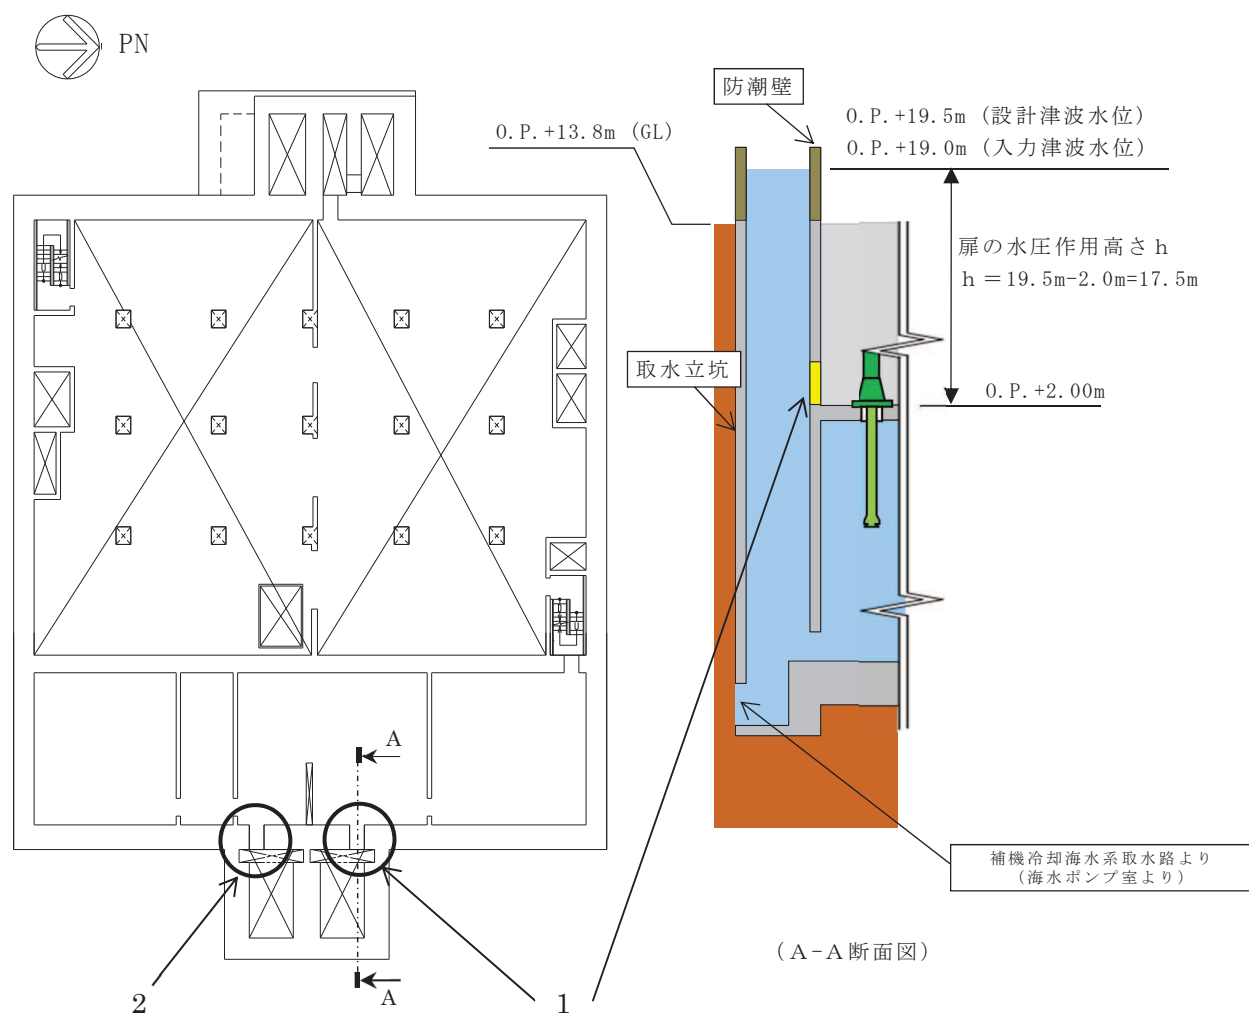 PN
防潮壁
O.P.+13.8m (GL)
O.P.+19.5m (設計津波水位)
O.P.+19.0m (入力津波水位)
扉の水圧作用高さｈ
ｈ＝19.5m-2.0m=17.5m
取水立坑
O.P.+2.00m
A
補機冷却海水系取水路より
(海水ポンプ室より)
(A-A断面図)
A
2
1